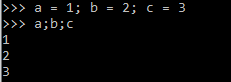 >>> a = 1; b = 2; c = 3
>>> a;b;c
1
2
3